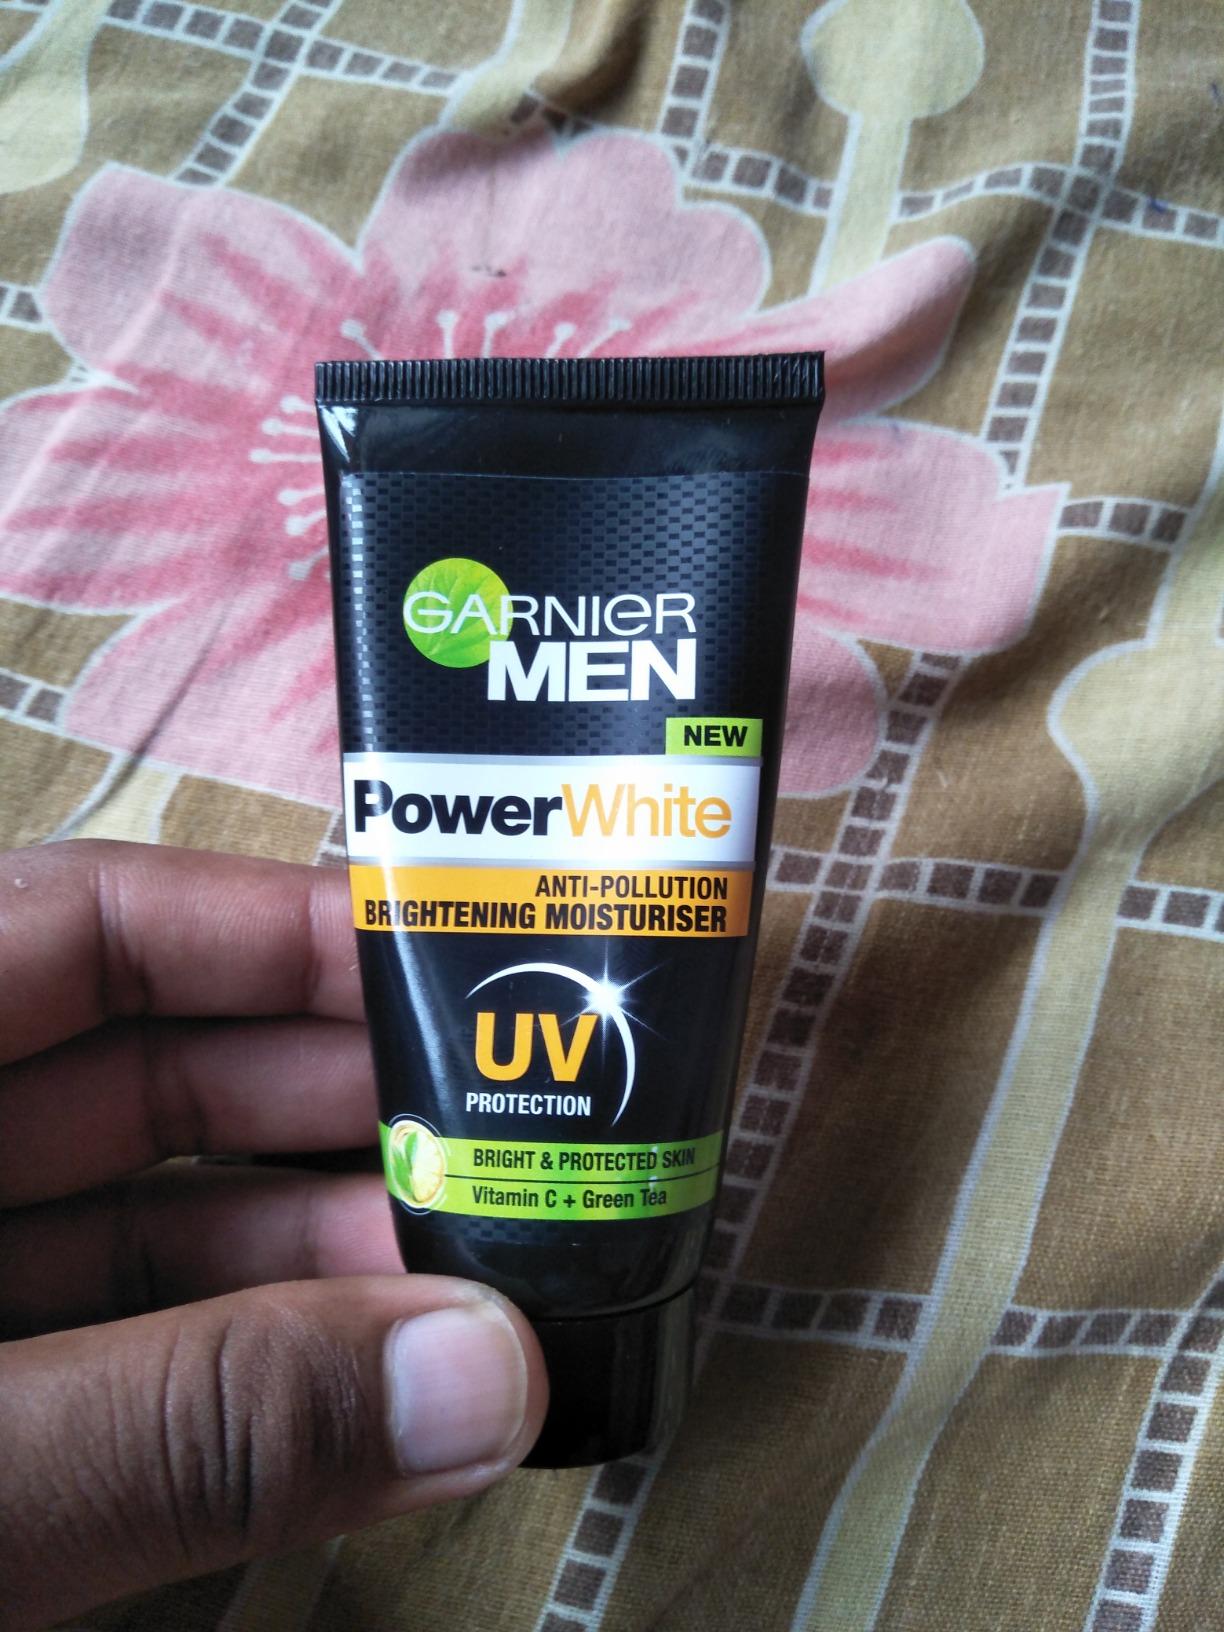 GARNIER
MEN
NEW
PowerWhite
ANTI-POLLUTION
BRIGHTENING MOISTURISER
UV
PROTECTION
BRIGHT & PROTECTED SKIN
Vitamin C + Green Tea